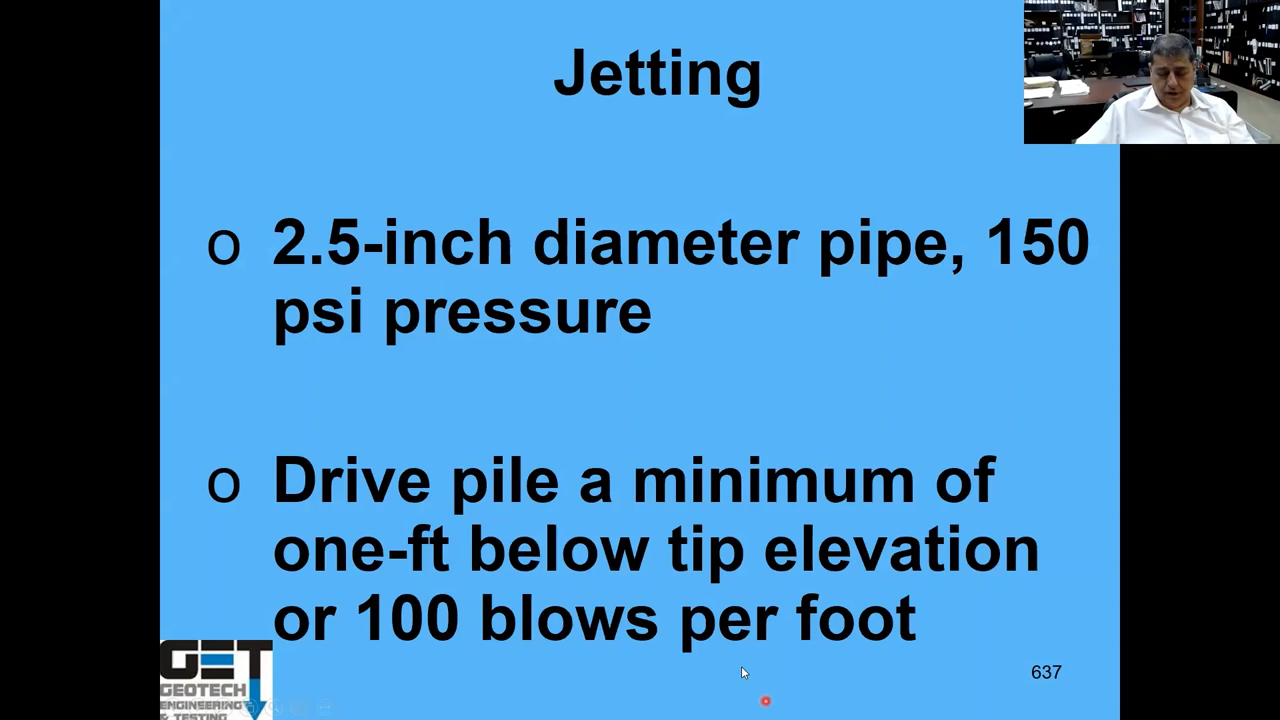 Jetting
o 2.5-inch diameter pipe, 150
psi pressure
o Drive pile a minimum of
one-ft below tip elevation
or 100 blows per foot
GET
GEOTECH
ENGINEERING
& TESTING
637